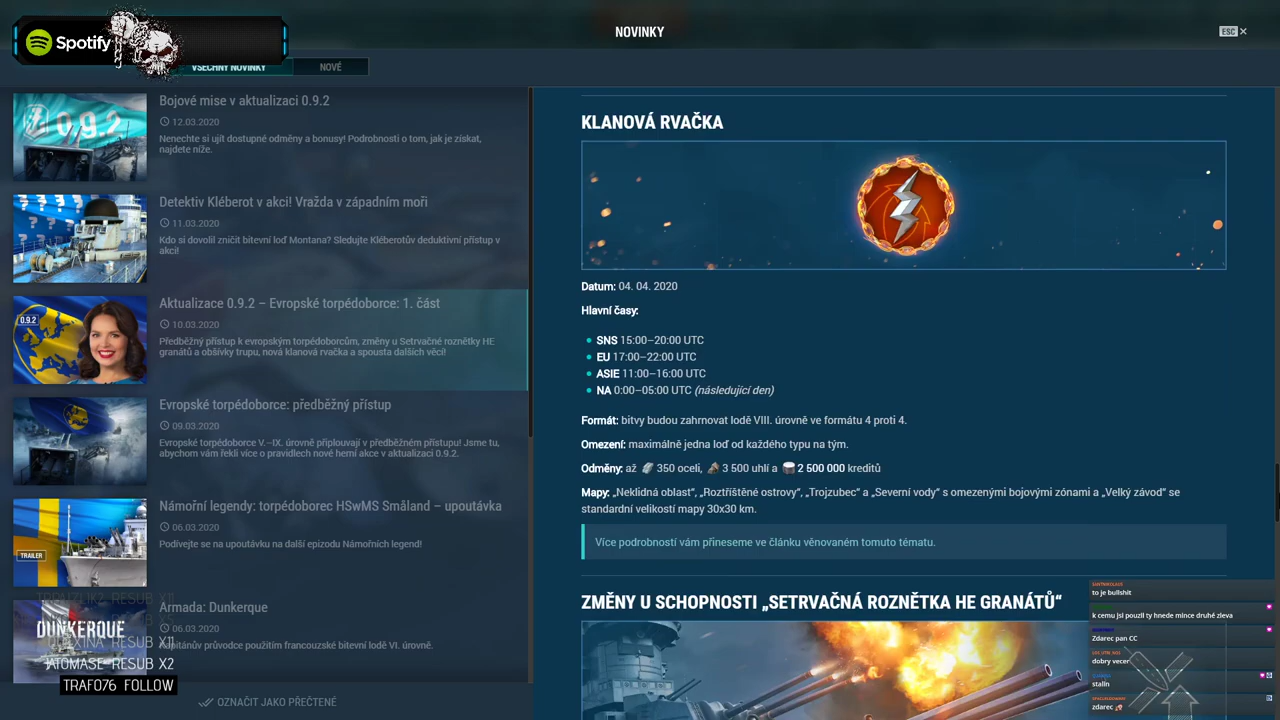 Spotify
NOVINKY
ESC ×
VŠECHNY NOVINKY
NOVÉ
Bojové mise v aktualizaci 0.9.2
12.03.2020
Nenechte si ujít dostupné odměny a bonusy! Podrobnosti o tom, jak je získat,
najdete níže.
0.9.2
Detektiv Kléberot v akci! Vražda v západním moři
11.03.2020
Kdo si dovolil zničit bitevní loď Montana? Sledujte Kléberotův deduktivní přístup v
akci!
Aktualizace 0.9.2 – Evropské torpédoborce: 1. část
0.9.2
10.03.2020
Předběžný přístup k evropským torpédoborcům, změny u Setrvačné roznětky HE
granátů a obšívky trupu, nová klanová rvačka a spousta dalších věcí!
Evropské torpédoborce: předběžný přístup
09.03.2020
Evropské torpédoborce V.–IX. úrovně připlouvají v předběžném přístupu! Jsme tu,
abychom vám řekli více o pravidlech nové herní akce v aktualizaci 0.9.2.
Námořní legendy: torpédoborec HSwMS Småland – upoutávka
06.03.2020
Podívejte se na upoutávku na další epizodu Námořních legend!
TRAILER
Armada: Dunkerque
06.03.2020
DUNKERQUE
Kapitánův průvodce použitím francouzské bitevní lodě VI. úrovně.
RESUB X11
JATOMASE RESUB X2
TRAFO76 FOLLOW
OZNAČIT JAKO PŘEČTENÉ
KLANOVÁ RVAČKA
Datum: 04. 04. 2020
Hlavní časy:
SNS 15:00–20:00 UTC
EU 17:00–22:00 UTC
ASIE 11:00–16:00 UTC
NA 0:00–05:00 UTC (následující den)
Formát: bitvy budou zahrnovat lodě VIII. úrovně ve formátu 4 proti 4.
Omezení: maximálně jedna loď od každého typu na tým.
Odměny: až 350 oceli, 3 500 uhlí a 2 500 000 kreditů
Mapy: „Neklidná oblast“, „Roztříštěné ostrovy“, „Trojzubec“ a „Severní vody“ s omezenými bojovými zónami a „Velký závod“ se
standardní velikostí mapy 30x30 km.
Více podrobností vám přineseme ve článku věnovaném tomuto tématu.
ZMĚNY U SCHOPNOSTI „SETRVAČNÁ ROZNĚTKA HE GRANÁTŮ“
to je bullshit
k cemu jsi pouzil ty hnede mince druhé zleva
Zdarec pan CC
dobry vecer
stalin
zdarec